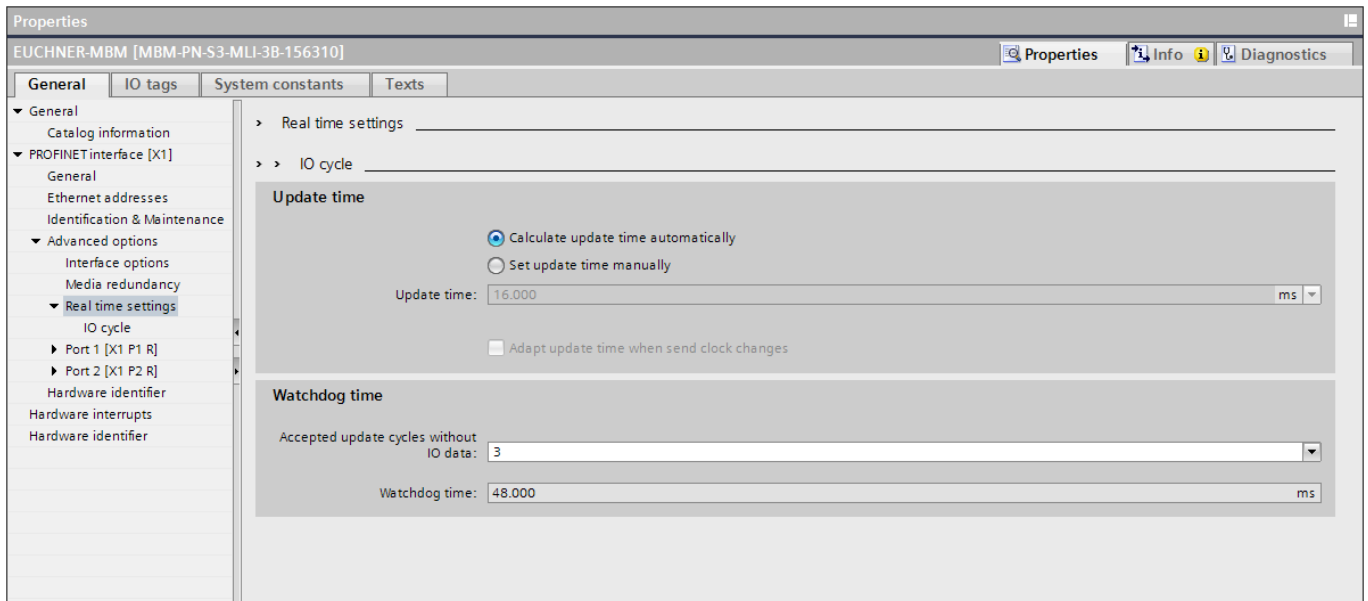 Properties
EUCHNER-MBM [MBM-PN-S3-MLI-3B-156310]
Properties Info Diagnostics
General IO tags System constants Texts
General
Catalog information
PROFINET interface [X1]
General
Ethernet addresses
Identification & Maintenance
Advanced options
Interface options
Media redundancy
Real time settings
IO cycle
Port 1 [X1 P1 R]
Port 2 [X1 P2 R]
Hardware identifier
Hardware interrupts
Hardware identifier
Real time settings
IO cycle
Update time
Calculate update time automatically
Set update time manually
Update time: 16.000 ms
Adapt update time when send clock changes
Watchdog time
Accepted update cycles without
IO data: 3
Watchdog time: 48.000 ms